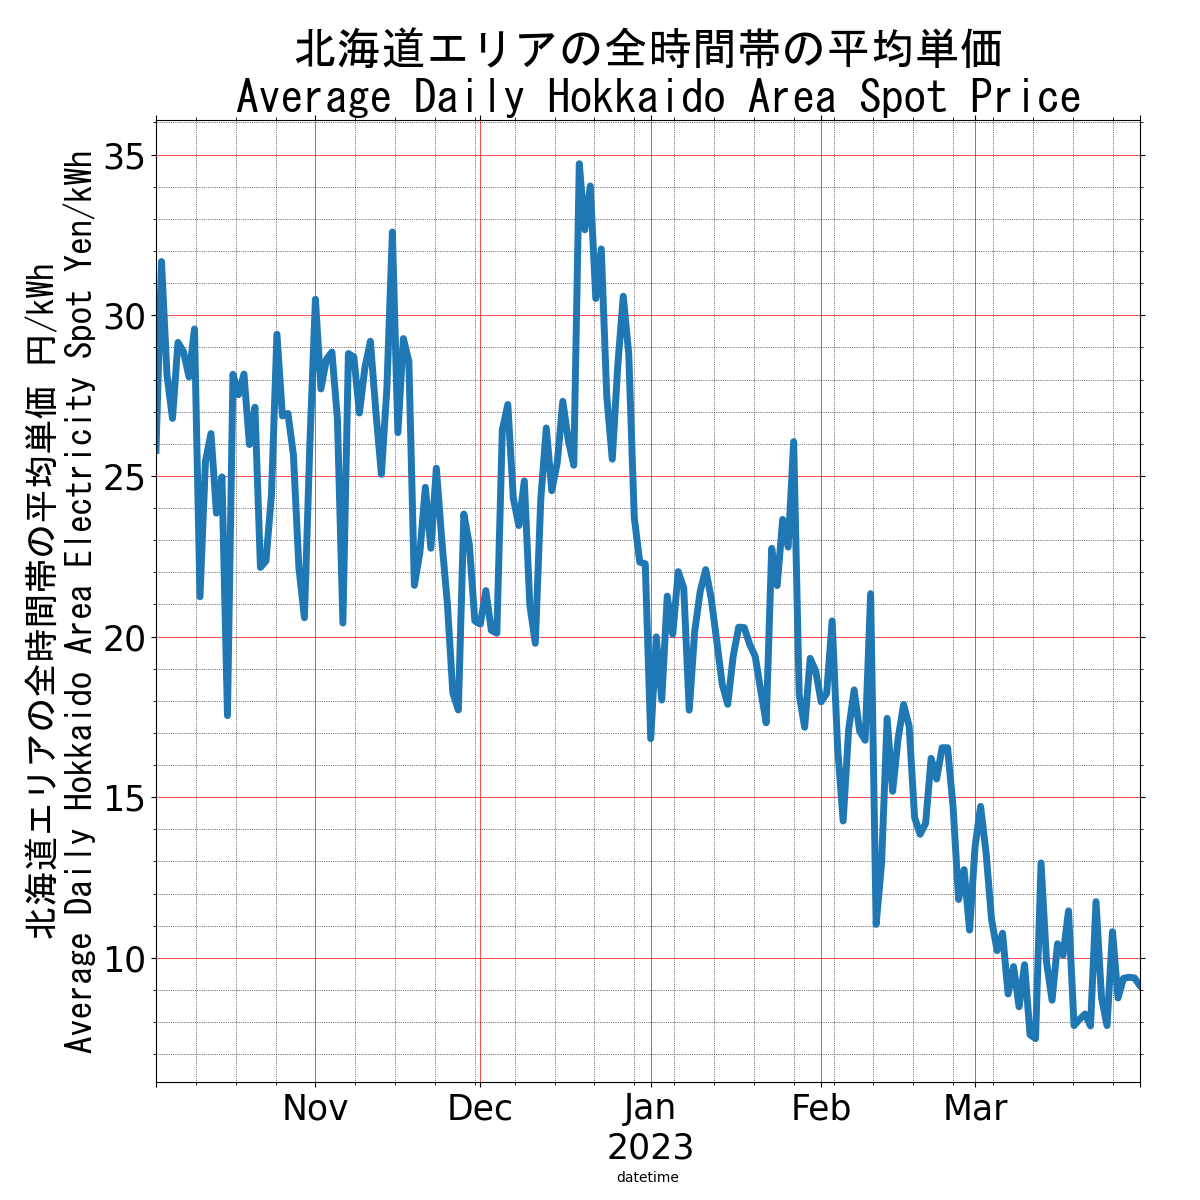 北海道エリアの全時間帯の平均単価
Average Daily Hokkaido Area Spot Price
北海道エリアの全時間帯の平均単価 円/kWh
Average Daily Hokkaido Area Electricity Spot Yen/kWh
35
30
25
20
15
10
Nov Dec Jan Feb Mar
2023
datetime